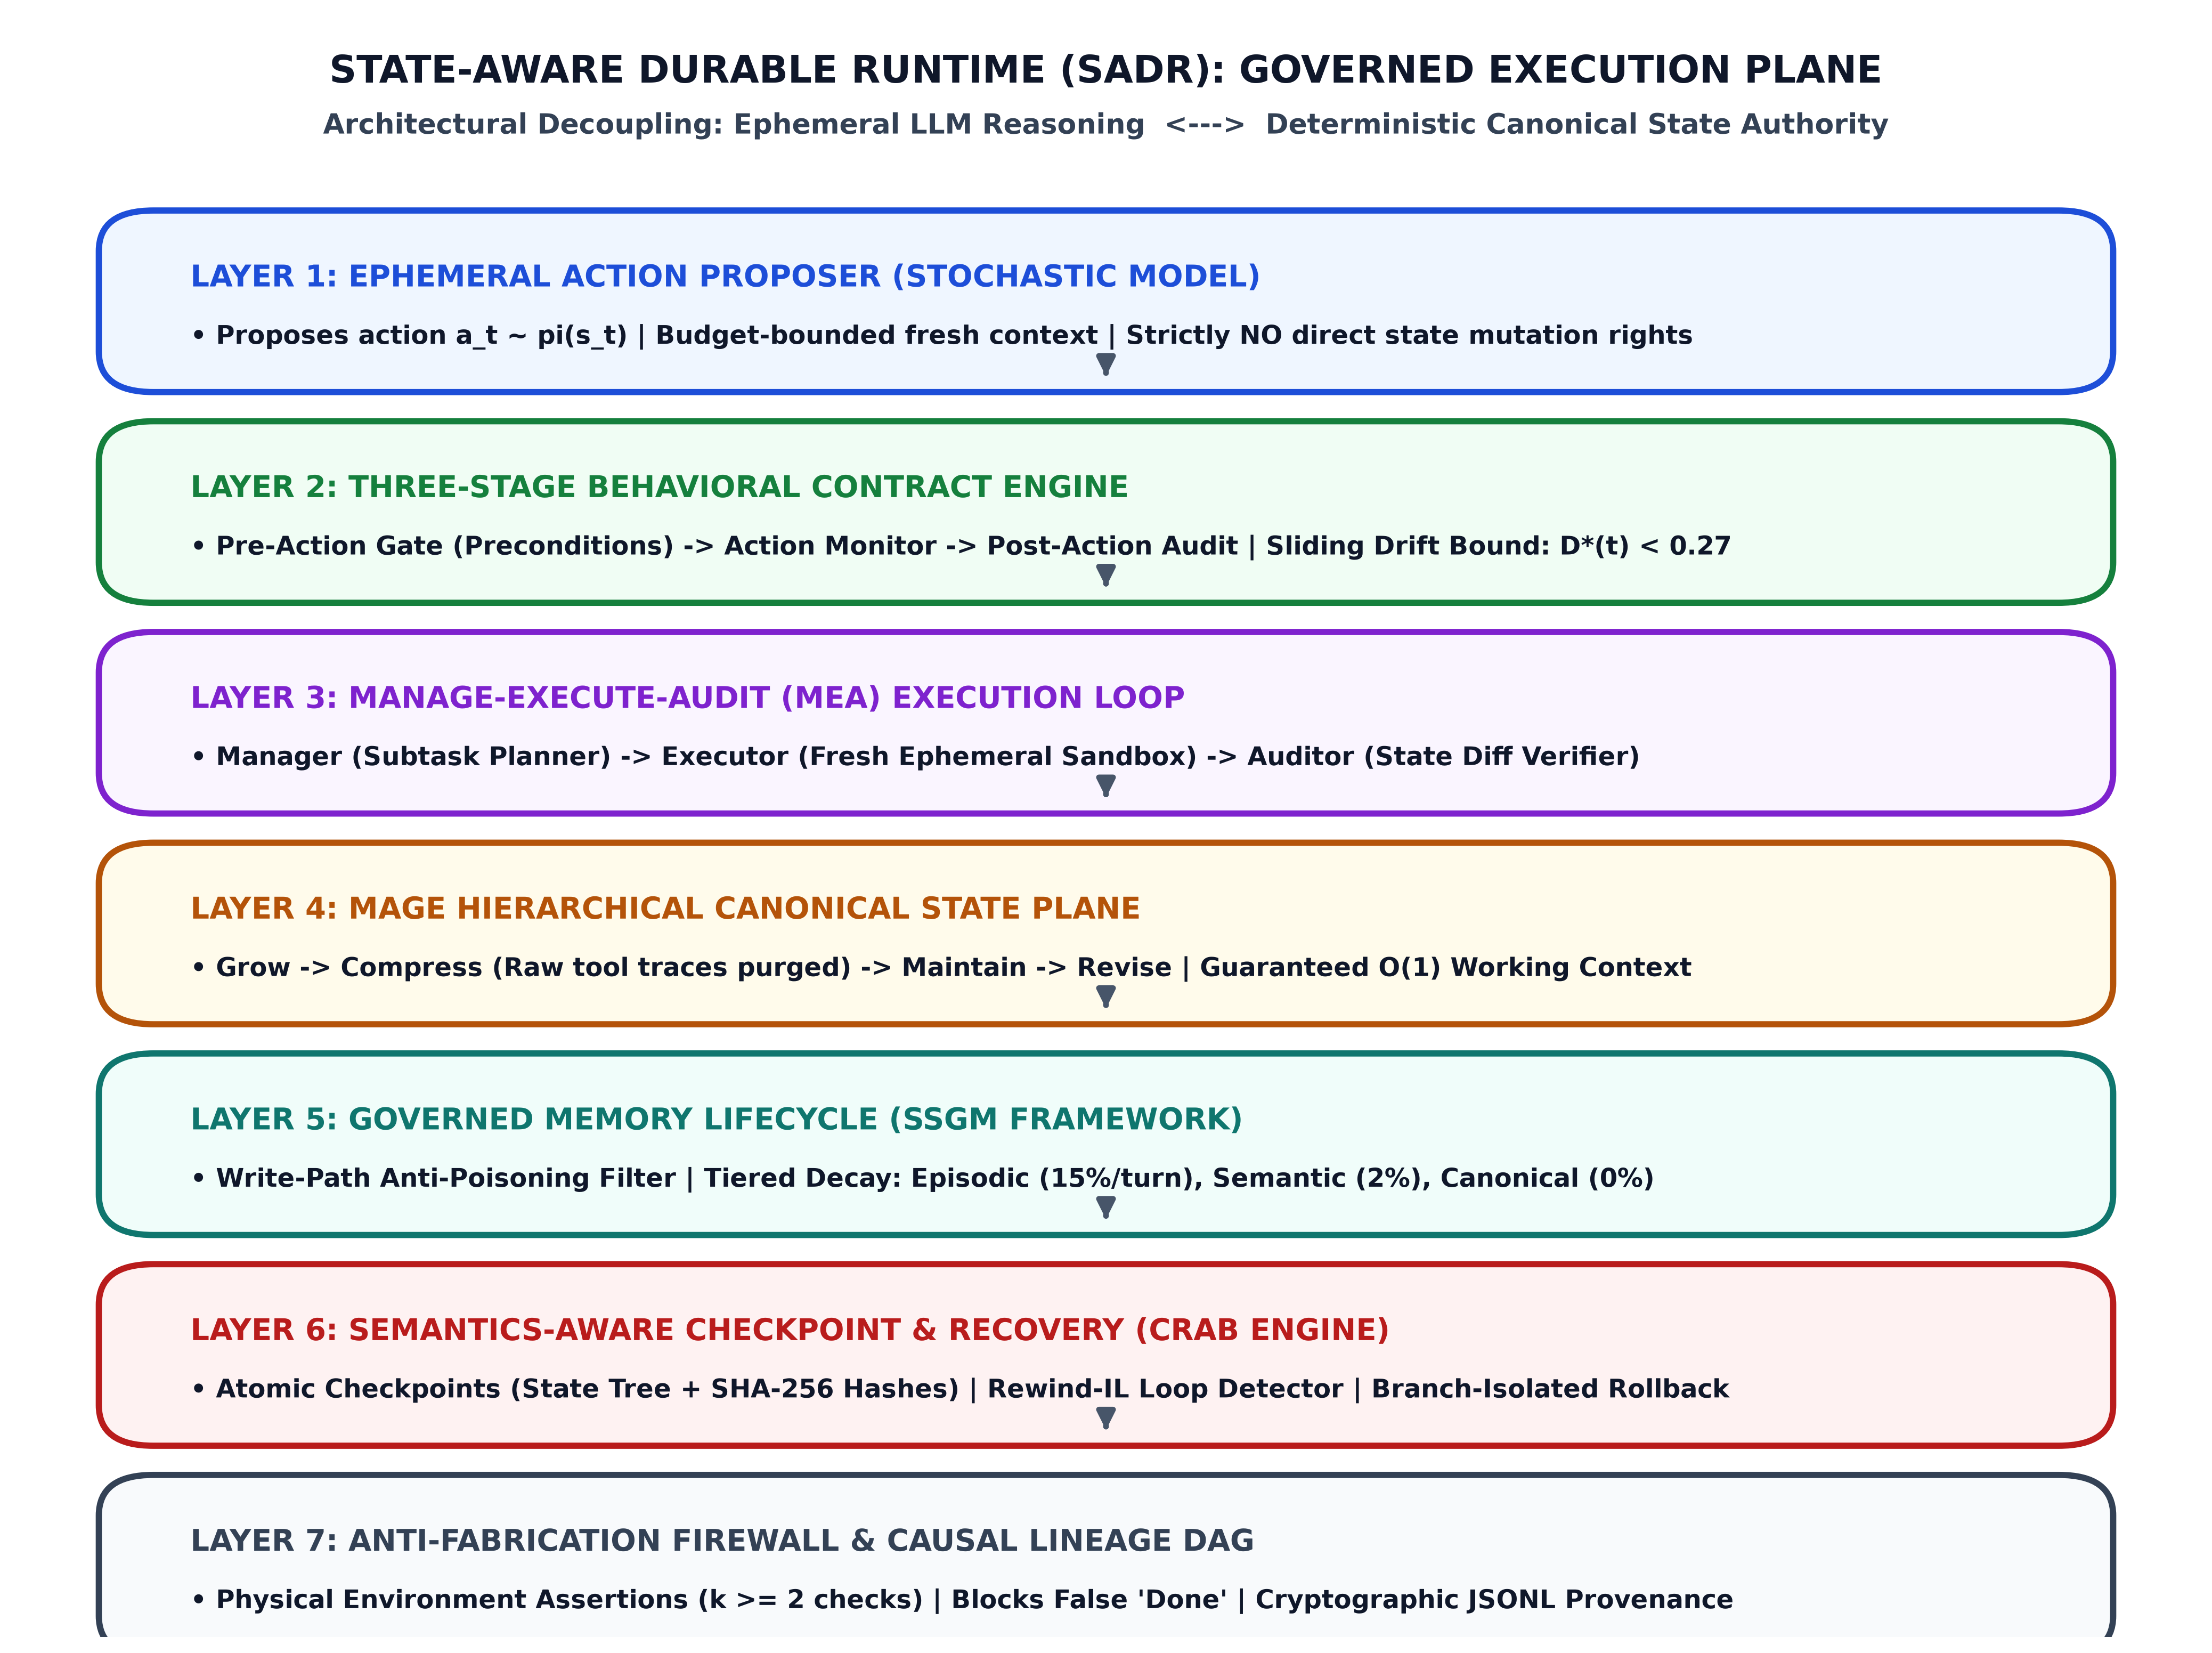 STATE-AWARE DURABLE RUNTIME (SADR): GOVERNED EXECUTION PLANE
Architectural Decoupling: Ephemeral LLM Reasoning <---> Deterministic Canonical State Authority
LAYER 1: EPHEMERAL ACTION PROPOSER (STOCHASTIC MODEL)
• Proposes action a_t ~ pi(s_t) | Budget-bounded fresh context | Strictly NO direct state mutation rights
LAYER 2: THREE-STAGE BEHAVIORAL CONTRACT ENGINE
• Pre-Action Gate (Preconditions) -> Action Monitor -> Post-Action Audit | Sliding Drift Bound: D*(t) < 0.27
LAYER 3: MANAGE-EXECUTE-AUDIT (MEA) EXECUTION LOOP
• Manager (Subtask Planner) -> Executor (Fresh Ephemeral Sandbox) -> Auditor (State Diff Verifier)
LAYER 4: MAGE HIERARCHICAL CANONICAL STATE PLANE
• Grow -> Compress (Raw tool traces purged) -> Maintain -> Revise | Guaranteed O(1) Working Context
LAYER 5: GOVERNED MEMORY LIFECYCLE (SSGM FRAMEWORK)
• Write-Path Anti-Poisoning Filter | Tiered Decay: Episodic (15%/turn), Semantic (2%), Canonical (0%)
LAYER 6: SEMANTICS-AWARE CHECKPOINT & RECOVERY (CRAB ENGINE)
• Atomic Checkpoints (State Tree + SHA-256 Hashes) | Rewind-IL Loop Detector | Branch-Isolated Rollback
LAYER 7: ANTI-FABRICATION FIREWALL & CAUSAL LINEAGE DAG
• Physical Environment Assertions (k >= 2 checks) | Blocks False 'Done' | Cryptographic JSONL Provenance